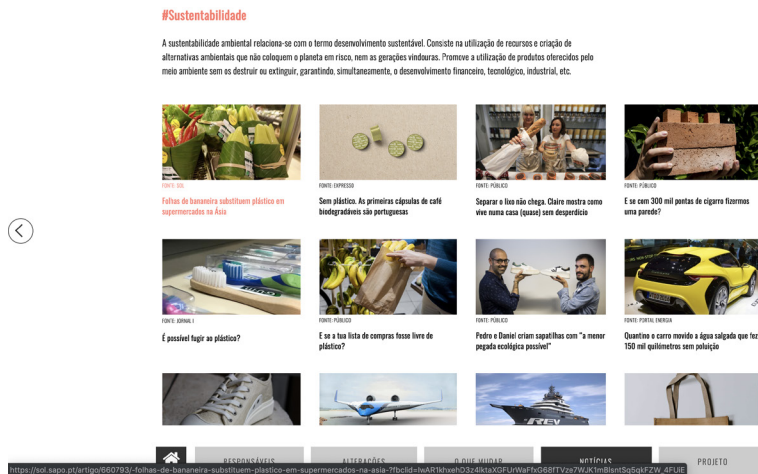 #Sustentabilidade
A sustentabilidade ambiental relaciona-se com o termo desenvolvimento sustentável. Consiste na utilização de recursos e criação de
alternativas ambientais que não coloquem o planeta em risco, nem as gerações vindouras. Promove a utilização de produtos oferecidos pelo
meio ambiente sem os destruir ou extinguir, garantindo, simultaneamente, o desenvolvimento financeiro, tecnológico, industrial, etc.
FONTE: SOL
Folhas de bananeira substituem plástico em
supermercados na Ásia
FONTE: EXPRESSO
Sem plástico. As primeiras cápsulas de café
biodegradáveis são portuguesas
FONTE: PÚBLICO
Separar o lixo não chega. Claire mostra como
vive numa casa (quase) sem desperdício
FONTE: PÚBLICO
E se com 300 mil pontas de cigarro fizermos
uma parede?
FONTE: JORNAL I
É possível fugir ao plástico?
FONTE: PÚBLICO
E se a tua lista de compras fosse livre de
plástico?
FONTE: PÚBLICO
Pedro e Daniel criam sapatilhas com “a menor
pegada ecológica possível”
FONTE: PORTAL ENERGIA
Quantino o carro movido a água salgada que fez
150 mil quilómetros sem poluição
REV
RESPONSÁVEIS
ALTERAÇÕES
O QUE MUDAR
NOTÍCIAS
PROJETO